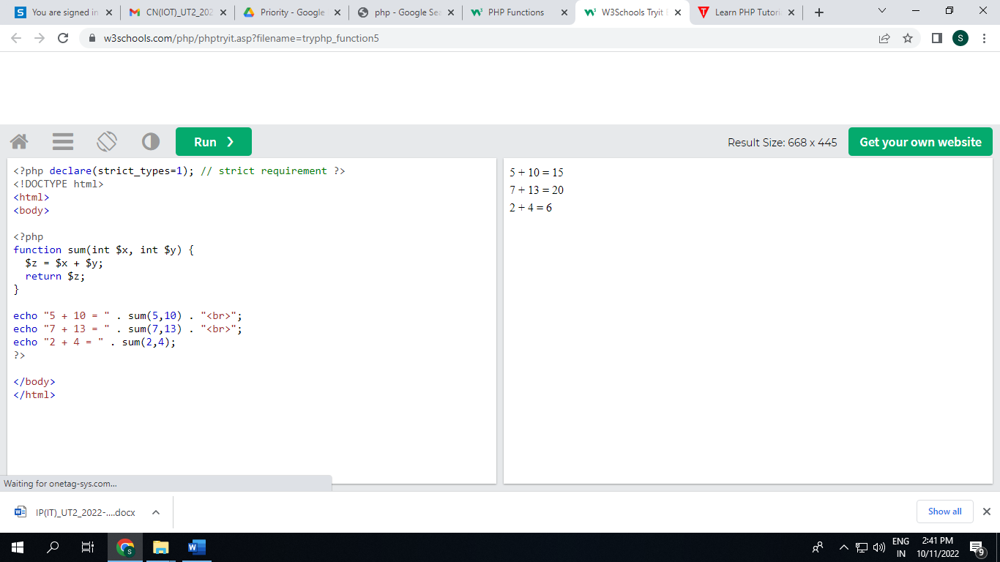 You are signed in
CN(IOT)_UT2_202
Priority - Google
php - Google Sea
PHP Functions
W3Schools Tryit E
Learn PHP Tutori
w3schools.com/php/phptryit.asp?filename=tryphp_function5
S
Run ❯
Result Size: 668 x 445
Get your own website
<?php declare(strict_types=1); // strict requirement ?>
<!DOCTYPE html>
<html>
<body>
<?php
function sum(int $x, int $y) {
  $z = $x + $y;
  return $z;
}
echo "5 + 10 = " . sum(5,10) . "<br>";
echo "7 + 13 = " . sum(7,13) . "<br>";
echo "2 + 4 = " . sum(2,4);
?>
</body>
</html>
5 + 10 = 15
7 + 13 = 20
2 + 4 = 6
Waiting for onetag-sys.com...
IP(IT)_UT2_2022-....docx
Show all
ENG
IN
2:41 PM
10/11/2022
9